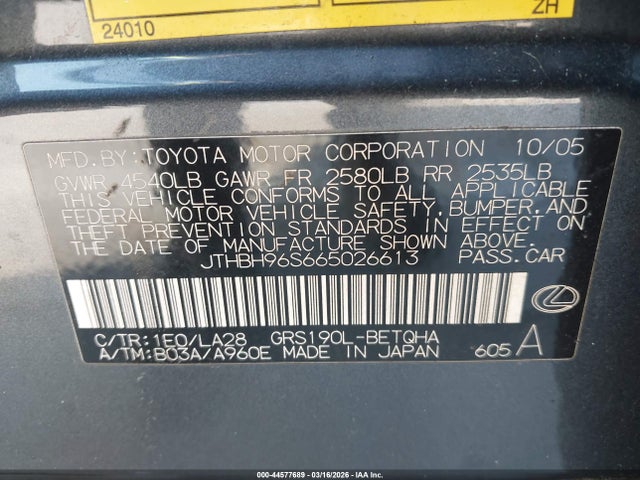 24010 ZH
MFD. BY: TOYOTA MOTOR CORPORATION 10/05
GVWR 4540LB GAWR FR 2580LB RR 2535LB
THIS VEHICLE CONFORMS TO ALL APPLICABLE
FEDERAL MOTOR VEHICLE SAFETY, BUMPER, AND
THEFT PREVENTION STANDARDS IN EFFECT ON
THE DATE OF MANUFACTURE SHOWN ABOVE.
JTHBH96S665026613 PASS. CAR
C/TR: 1E0/LA28 GRS190L-BETQHA
A/TM: B03A/A960E MADE IN JAPAN 605 A
000-44577689 - 03/16/2026 - IAA Inc.